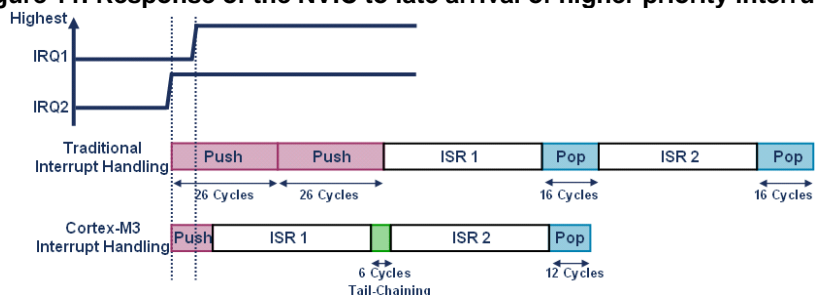 Highest
IRQ1
IRQ2
Traditional
Interrupt Handling
Push Push ISR 1 Pop ISR 2 Pop
26 Cycles 26 Cycles 16 Cycles 16 Cycles
Cortex-M3
Interrupt Handling
Push ISR 1 ISR 2 Pop
6 Cycles 12 Cycles
Tail-Chaining